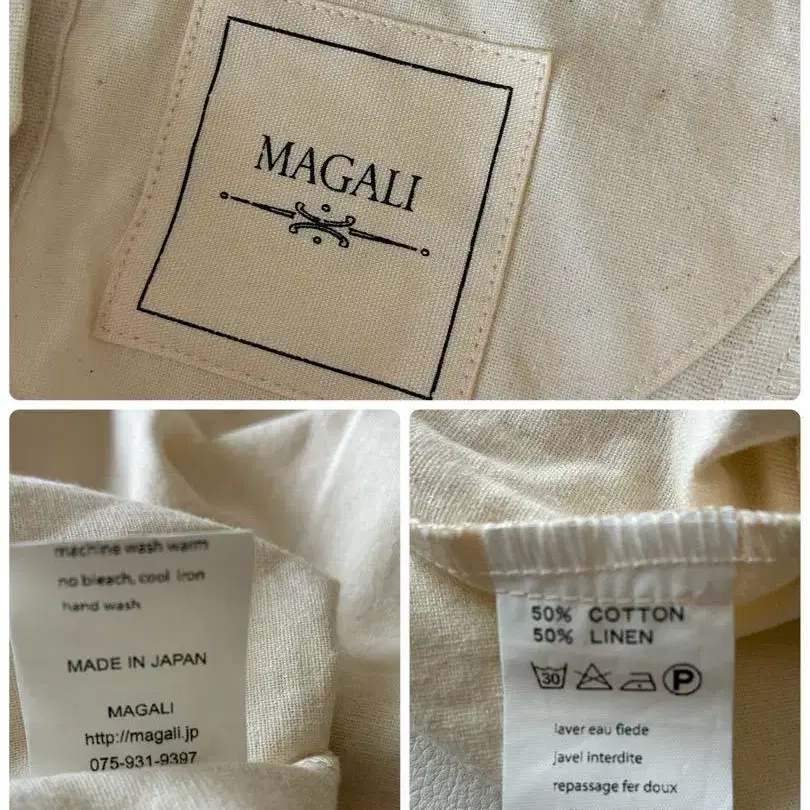 MAGALI
machine wash warm
no bleach, cool iron
hand wash
MADE IN JAPAN
MAGALI
http://magali.jp
075-931-9397
50% COTTON
50% LINEN
30 P
laver eau fiede
javel interdite
repassage fer doux